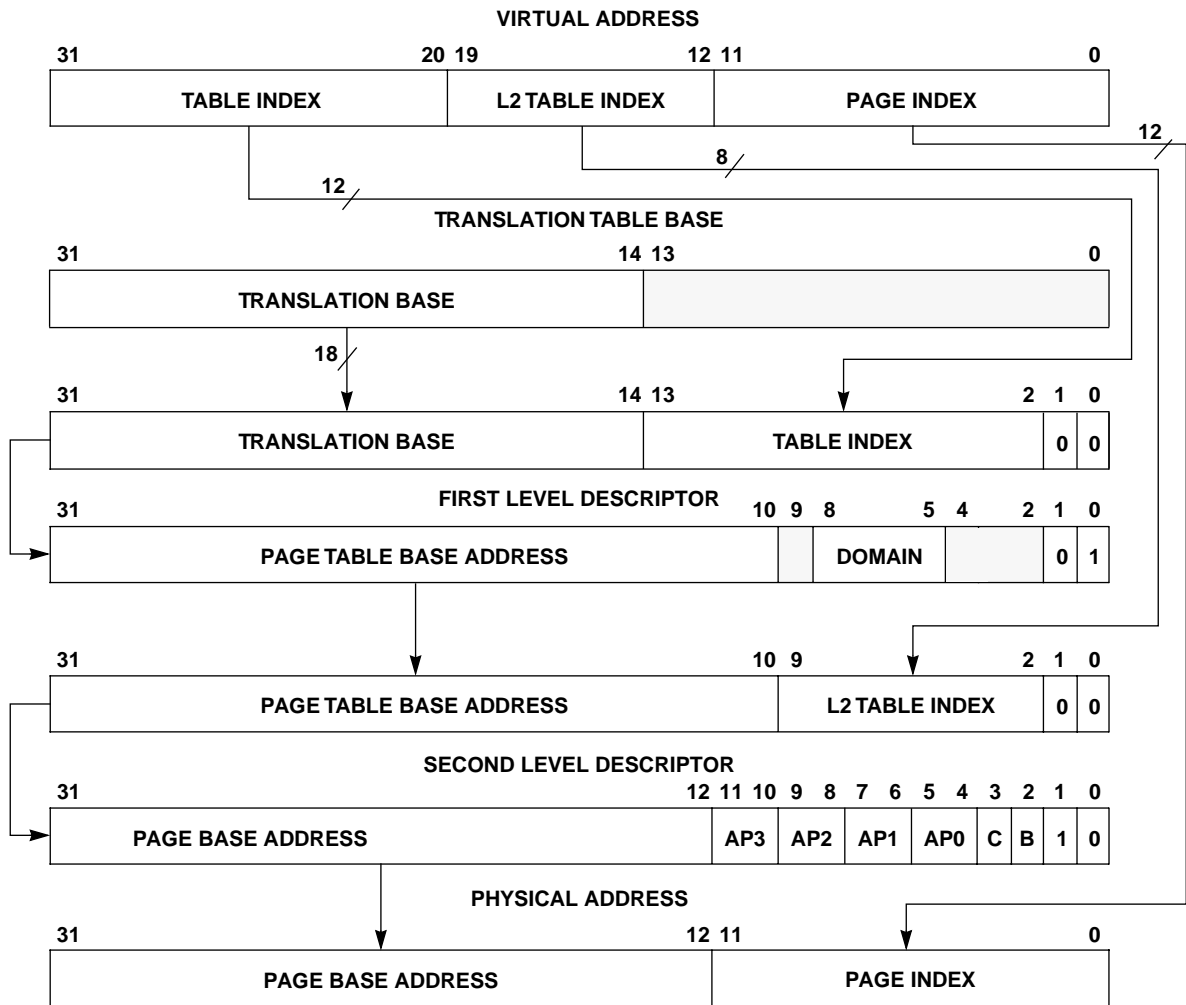 VIRTUAL ADDRESS
31 20 19 12 11 0
TABLE INDEX L2 TABLE INDEX PAGE INDEX
12
8
12
TRANSLATION TABLE BASE
31 14 13 0
TRANSLATION BASE
18
31 14 13 2 1 0
TRANSLATION BASE TABLE INDEX 0 0
FIRST LEVEL DESCRIPTOR
31 10 9 8 5 4 2 1 0
PAGE TABLE BASE ADDRESS DOMAIN 0 1
31 10 9 2 1 0
PAGE TABLE BASE ADDRESS L2 TABLE INDEX 0 0
SECOND LEVEL DESCRIPTOR
31 12 11 10 9 8 7 6 5 4 3 2 1 0
PAGE BASE ADDRESS AP3 AP2 AP1 AP0 C B 1 0
PHYSICAL ADDRESS
31 12 11 0
PAGE BASE ADDRESS PAGE INDEX